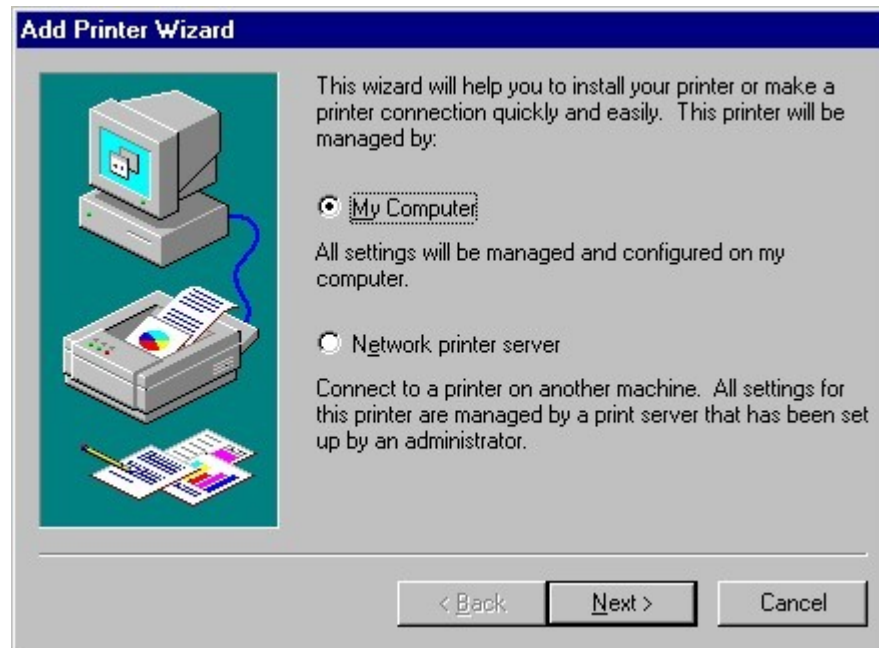 Add Printer Wizard
This wizard will help you to install your printer or make a
printer connection quickly and easily.  This printer will be
managed by:
My Computer
All settings will be managed and configured on my
computer.
Network printer server
Connect to a printer on another machine.  All settings for
this printer are managed by a print server that has been set
up by an administrator.
< Back
Next >
Cancel